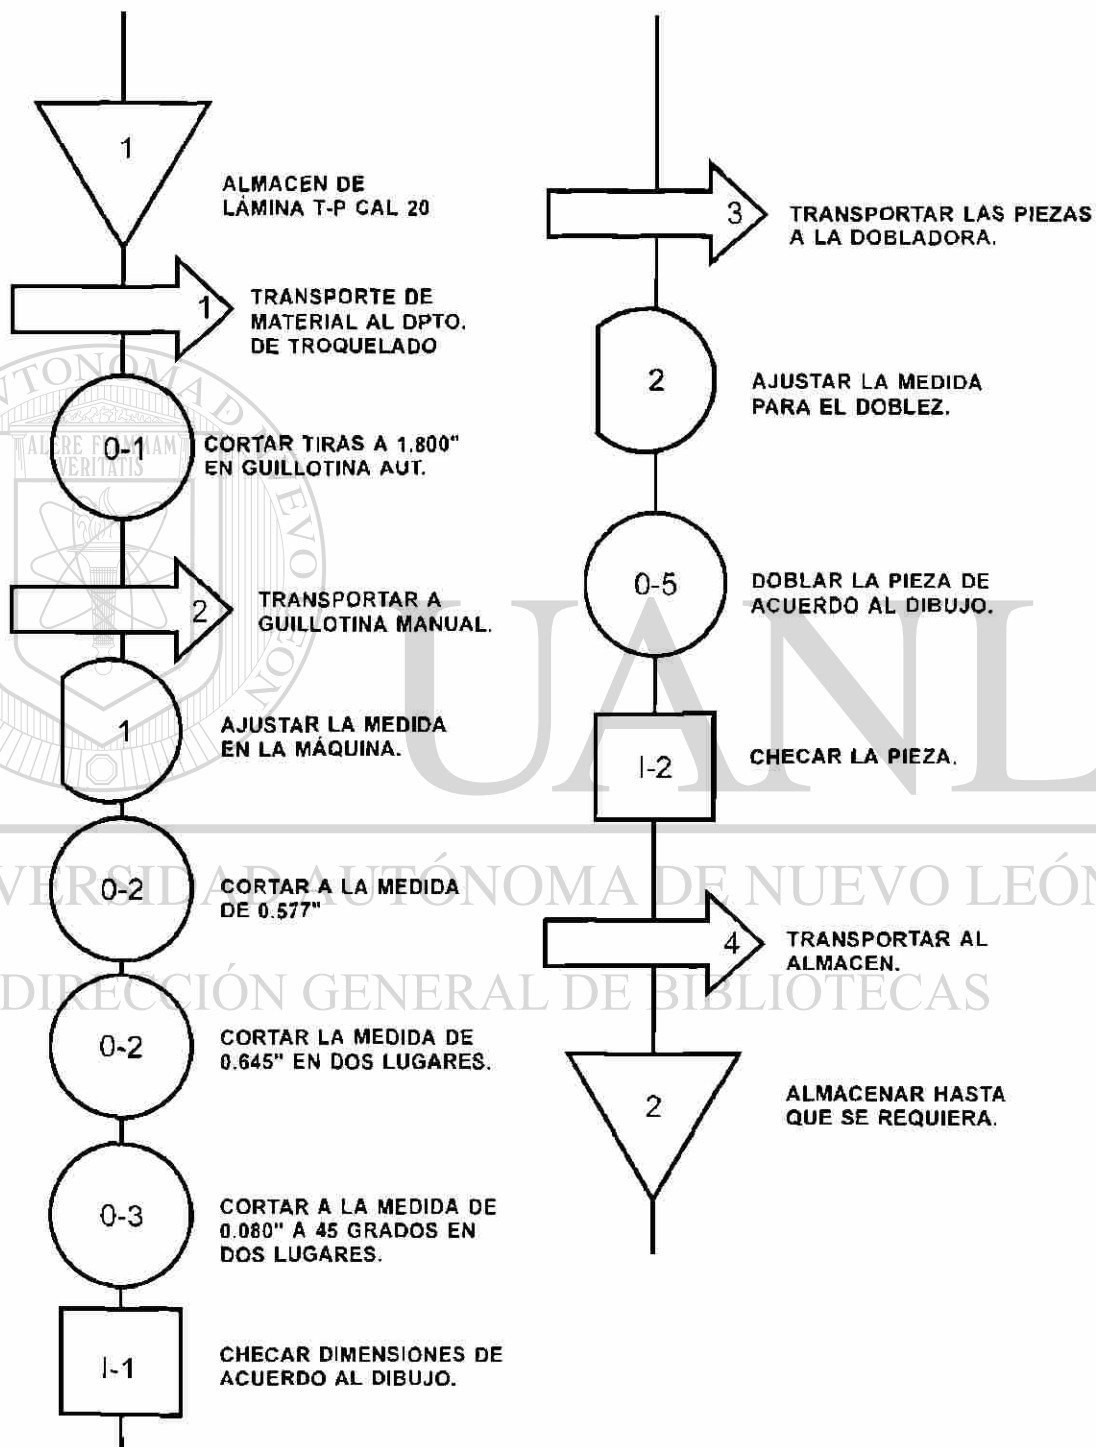 1
ALMACEN DE
LÁMINA T-P CAL 20
1
TRANSPORTE DE
MATERIAL AL DPTO.
DE TROQUELADO
0-1
CORTAR TIRAS A 1.800"
EN GUILLOTINA AUT.
2
TRANSPORTAR A
GUILLOTINA MANUAL.
1
AJUSTAR LA MEDIDA
EN LA MÁQUINA.
0-2
CORTAR A LA MEDIDA
DE 0.577"
0-2
CORTAR LA MEDIDA DE
0.645" EN DOS LUGARES.
0-3
CORTAR A LA MEDIDA DE
0.080" A 45 GRADOS EN
DOS LUGARES.
I-1
CHECAR DIMENSIONES DE
ACUERDO AL DIBUJO.
3
TRANSPORTAR LAS PIEZAS
A LA DOBLADORA.
2
AJUSTAR LA MEDIDA
PARA EL DOBLEZ.
0-5
DOBLAR LA PIEZA DE
ACUERDO AL DIBUJO.
I-2
CHECAR LA PIEZA.
4
TRANSPORTAR AL
ALMACEN.
2
ALMACENAR HASTA
QUE SE REQUIERA.
UANL
VERSIDAD AUTÓNOMA DE NUEVO LEÓN
DIRECCIÓN GENERAL DE BIBLIOTECAS
ALERE FLAMMAM
VERITATIS